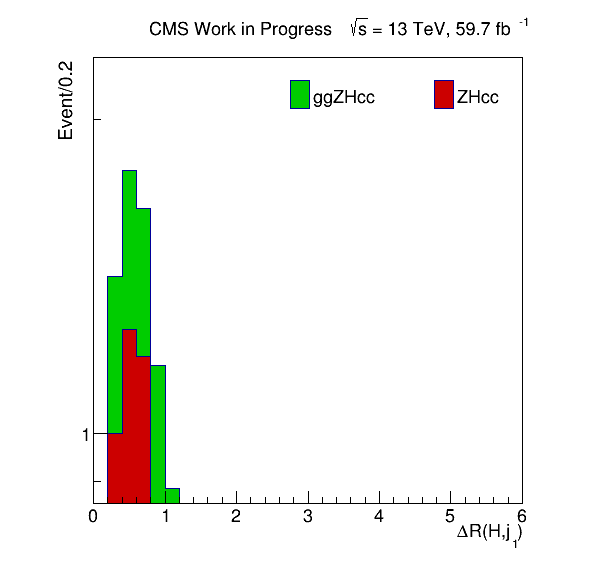 CMS Work in Progress √s = 13 TeV, 59.7 fb -1
Event/0.2
ggZHcc ZHcc
1
0 1 2 3 4 5 6
ΔR(H,j1)